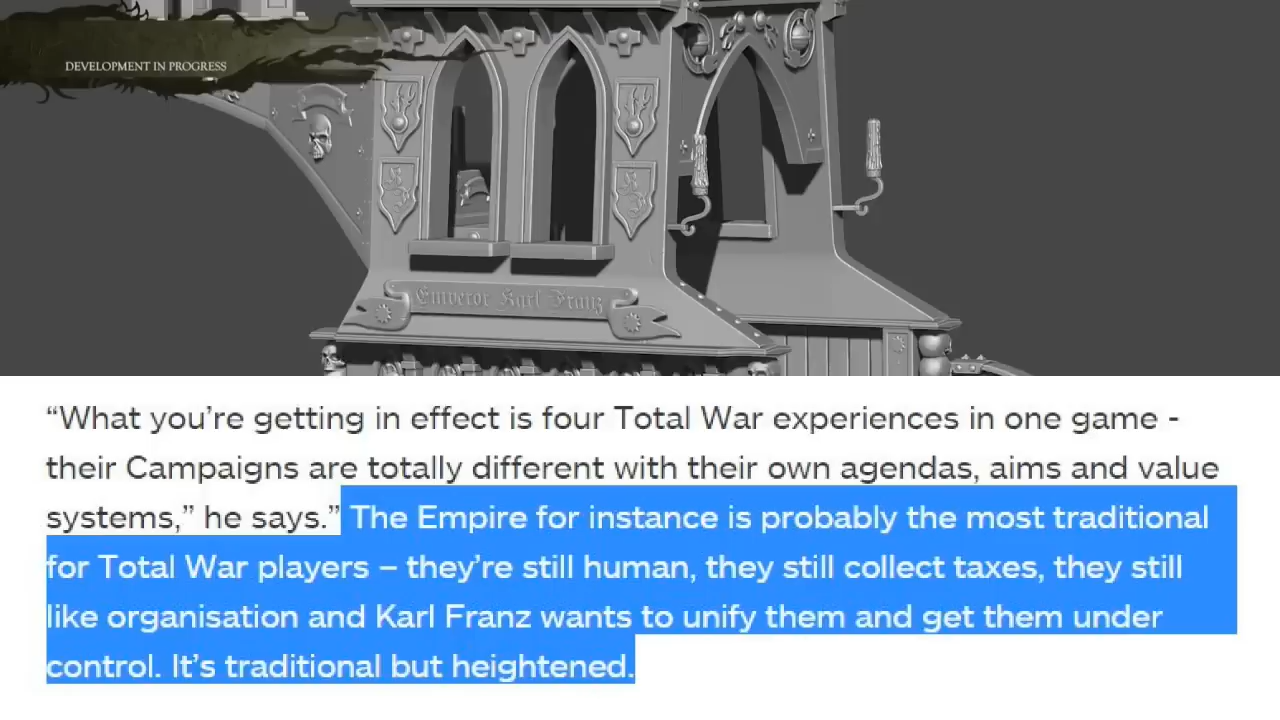 DEVELOPMENT IN PROGRESS
Emperor Karl Franz
“What you’re getting in effect is four Total War experiences in one game -
their Campaigns are totally different with their own agendas, aims and value
systems,” he says.” The Empire for instance is probably the most traditional
for Total War players – they’re still human, they still collect taxes, they still
like organisation and Karl Franz wants to unify them and get them under
control. It’s traditional but heightened.